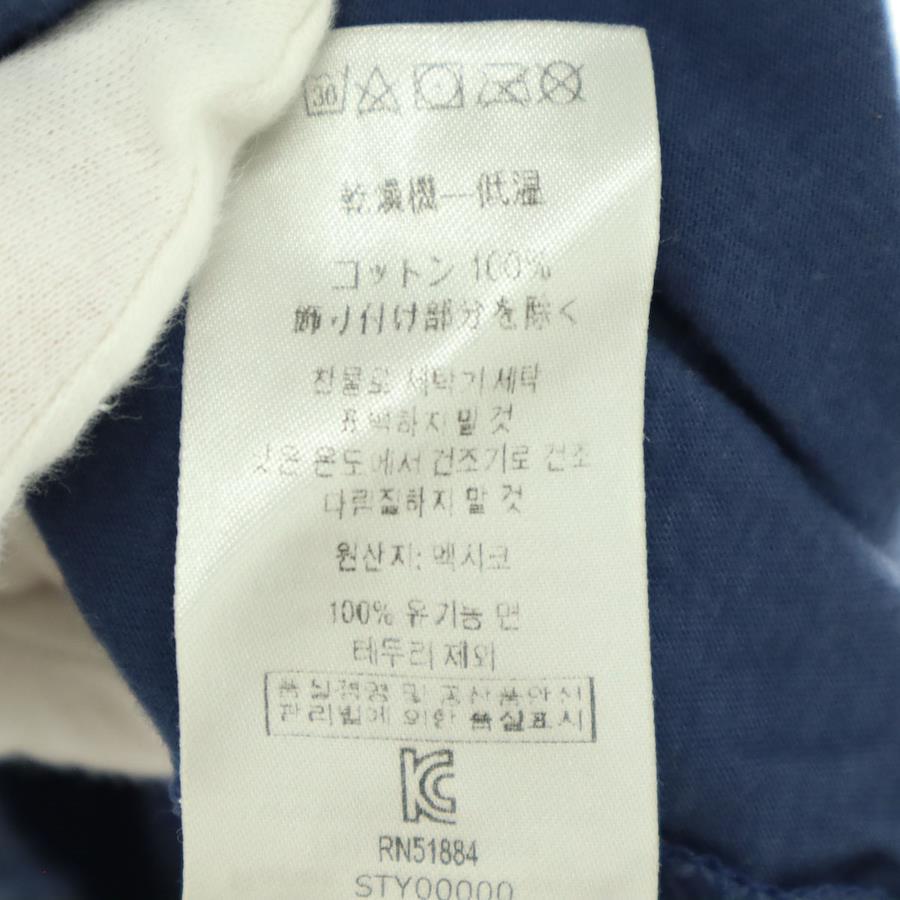 30
乾燥機—低温
コットン 100%
飾り付け部分を除く
찬물로 세탁기 세탁
표백하지 말 것
낮은 온도에서 건조기로 건조
다림질하지 말 것
원산지: 멕시코
100% 유기농 면
테두리 제외
품질경영 및 공산품안전
관리법에 의한 품질표시
KC
RN51884
STY00000